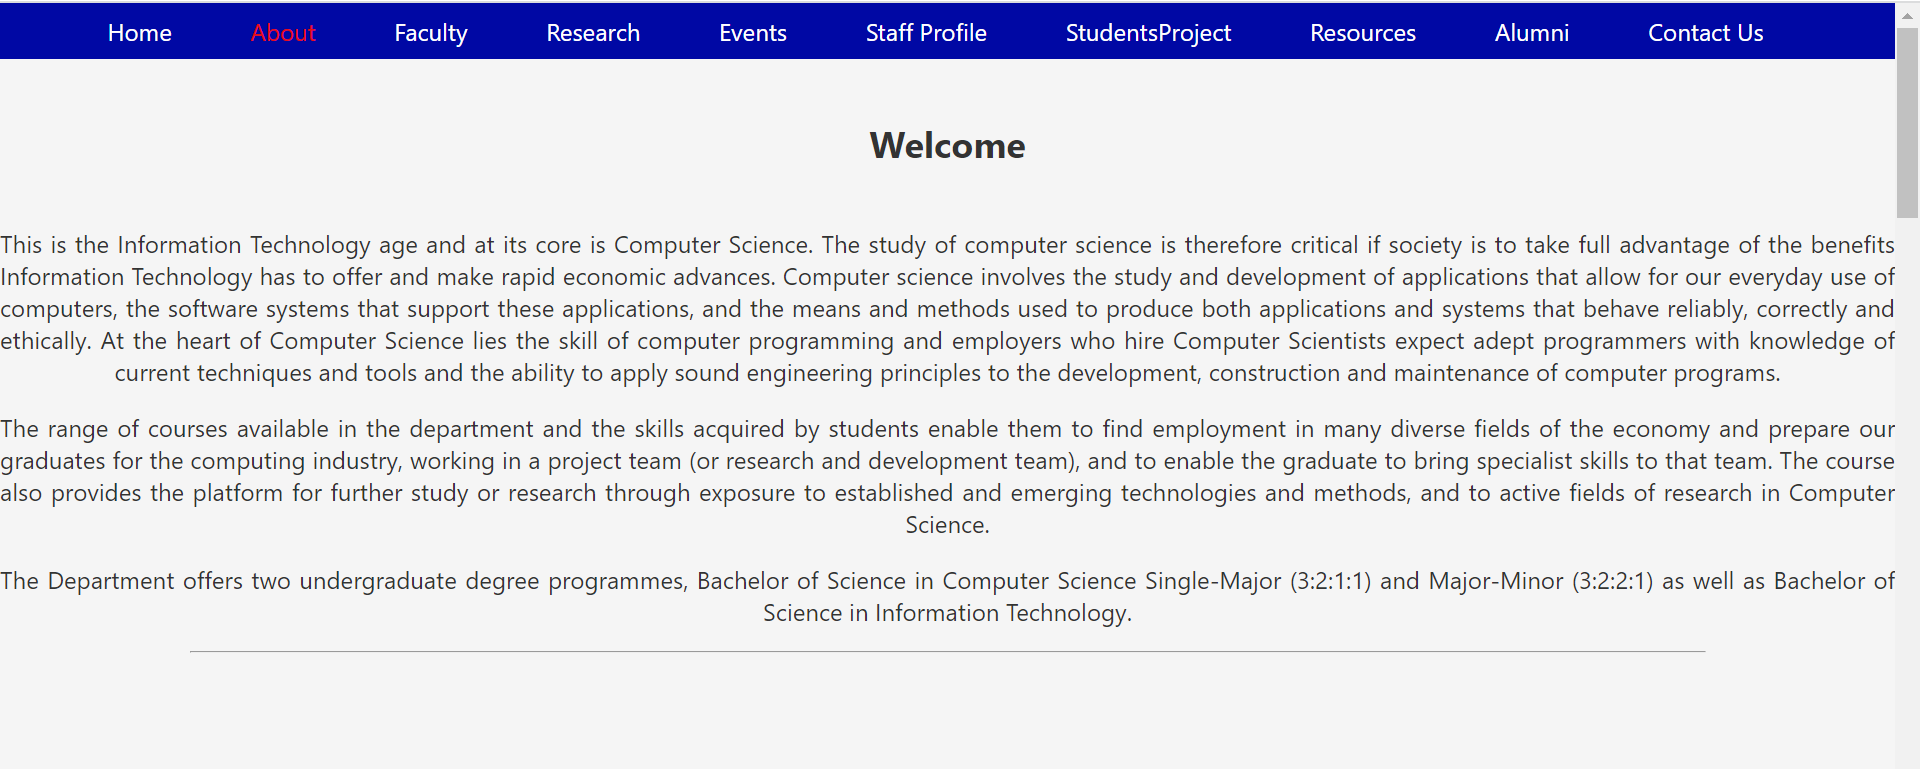 Home About Faculty Research Events Staff Profile StudentsProject Resources Alumni Contact Us
Welcome
This is the Information Technology age and at its core is Computer Science. The study of computer science is therefore critical if society is to take full advantage of the benefits
Information Technology has to offer and make rapid economic advances. Computer science involves the study and development of applications that allow for our everyday use of
computers, the software systems that support these applications, and the means and methods used to produce both applications and systems that behave reliably, correctly and
ethically. At the heart of Computer Science lies the skill of computer programming and employers who hire Computer Scientists expect adept programmers with knowledge of
current techniques and tools and the ability to apply sound engineering principles to the development, construction and maintenance of computer programs.
The range of courses available in the department and the skills acquired by students enable them to find employment in many diverse fields of the economy and prepare our
graduates for the computing industry, working in a project team (or research and development team), and to enable the graduate to bring specialist skills to that team. The course
also provides the platform for further study or research through exposure to established and emerging technologies and methods, and to active fields of research in Computer
Science.
The Department offers two undergraduate degree programmes, Bachelor of Science in Computer Science Single-Major (3:2:1:1) and Major-Minor (3:2:2:1) as well as Bachelor of
Science in Information Technology.